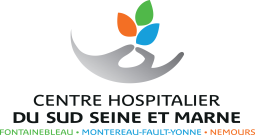 CENTRE HOSPITALIER
DU SUD SEINE ET MARNE
FONTAINEBLEAU • MONTEREAU-FAULT-YONNE • NEMOURS